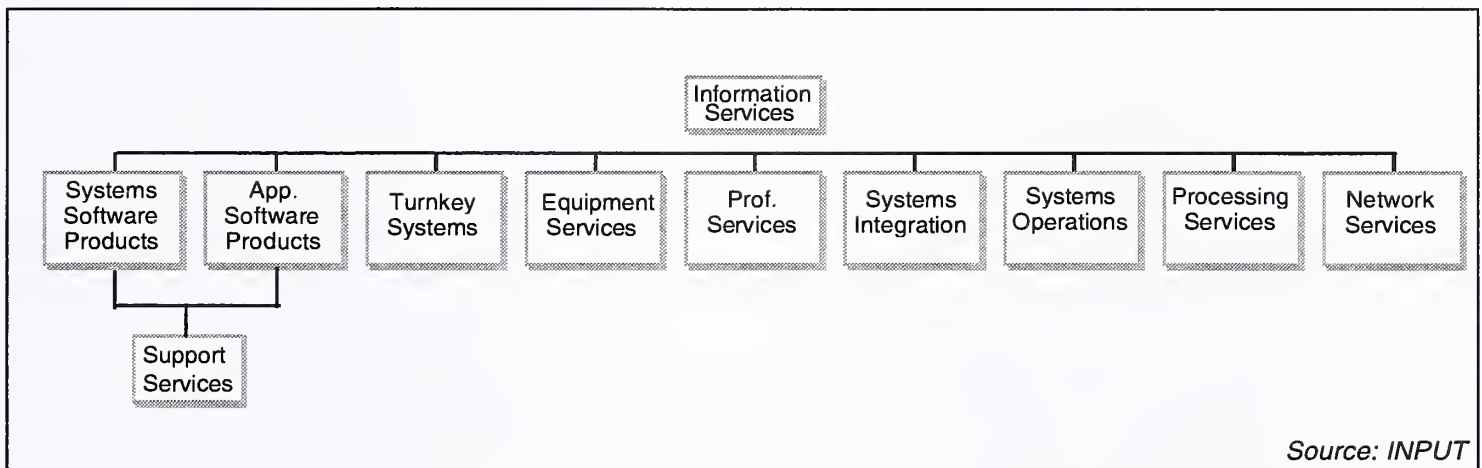 Information
Services
Systems
Software
Products
App.
Software
Products
Turnkey
Systems
Equipment
Services
Prof.
Services
Systems
Integration
Systems
Operations
Processing
Services
Network
Services
Support
Services
Source: INPUT